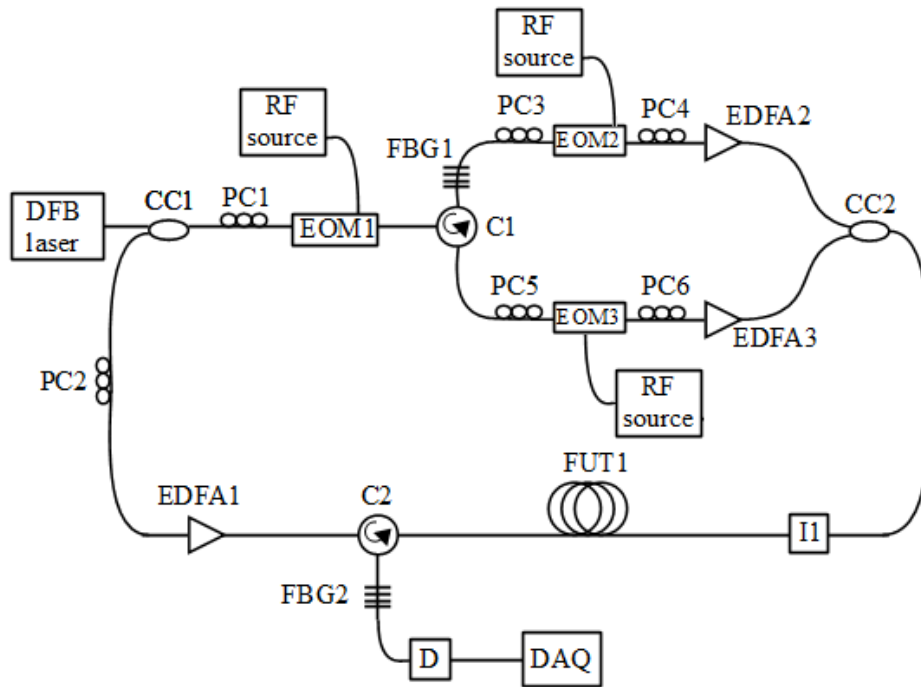 RF
source
PC3
PC4
EDFA2
RF
source
EOM2
FBG1
DFB
laser
CC1
PC1
EOM1
C1
CC2
PC5
PC6
EOM3
EDFA3
PC2
RF
source
FUT1
EDFA1
C2
I1
FBG2
D
DAQ